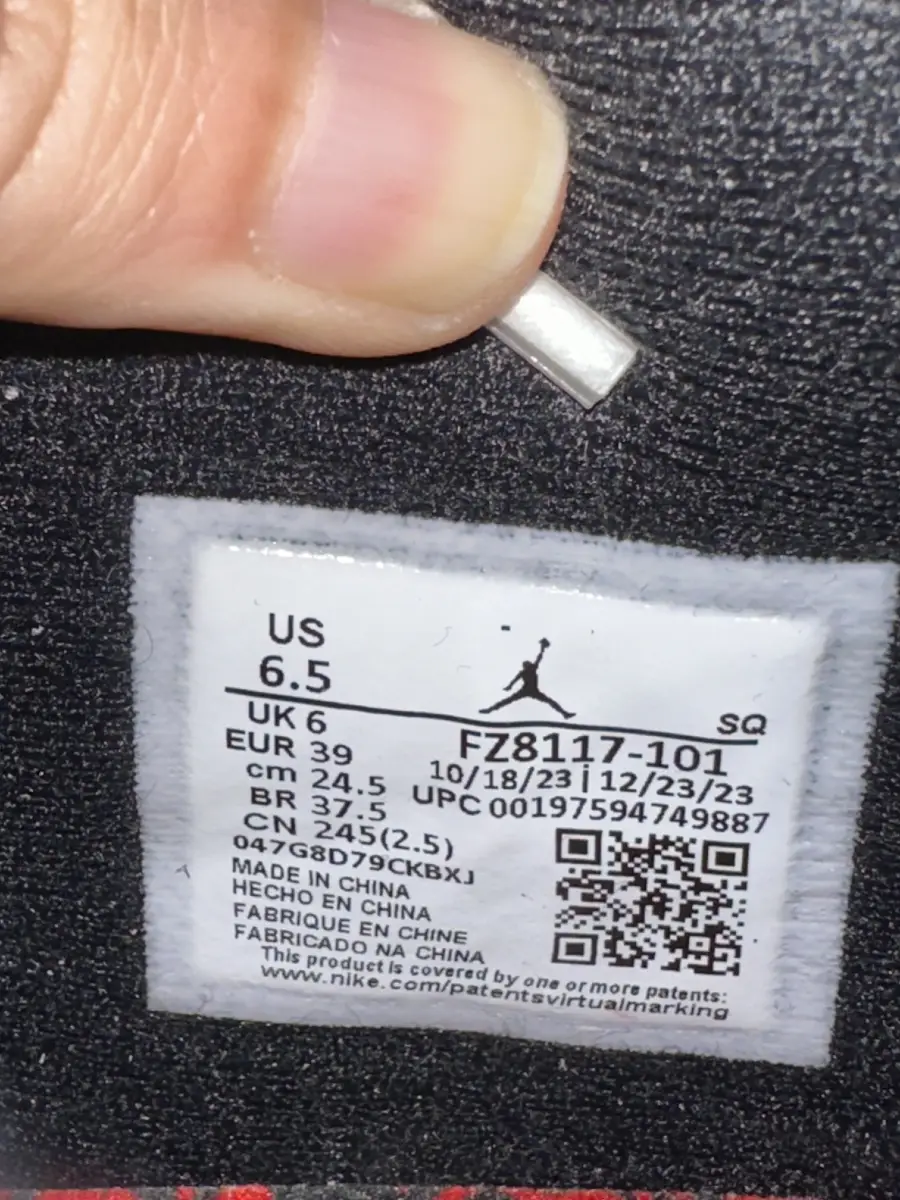 US
6.5
UK 6
EUR 39
cm 24.5
BR 37.5
CN 245(2.5)
047G8D79CKBXJ
MADE IN CHINA
HECHO EN CHINA
FABRIQUE EN CHINE
FABRICADO NA CHINA
SQ
FZ8117-101
10/18/23 | 12/23/23
UPC 00197594749887
This product is covered by one or more patents:
www.nike.com/patentsvirtualmarking